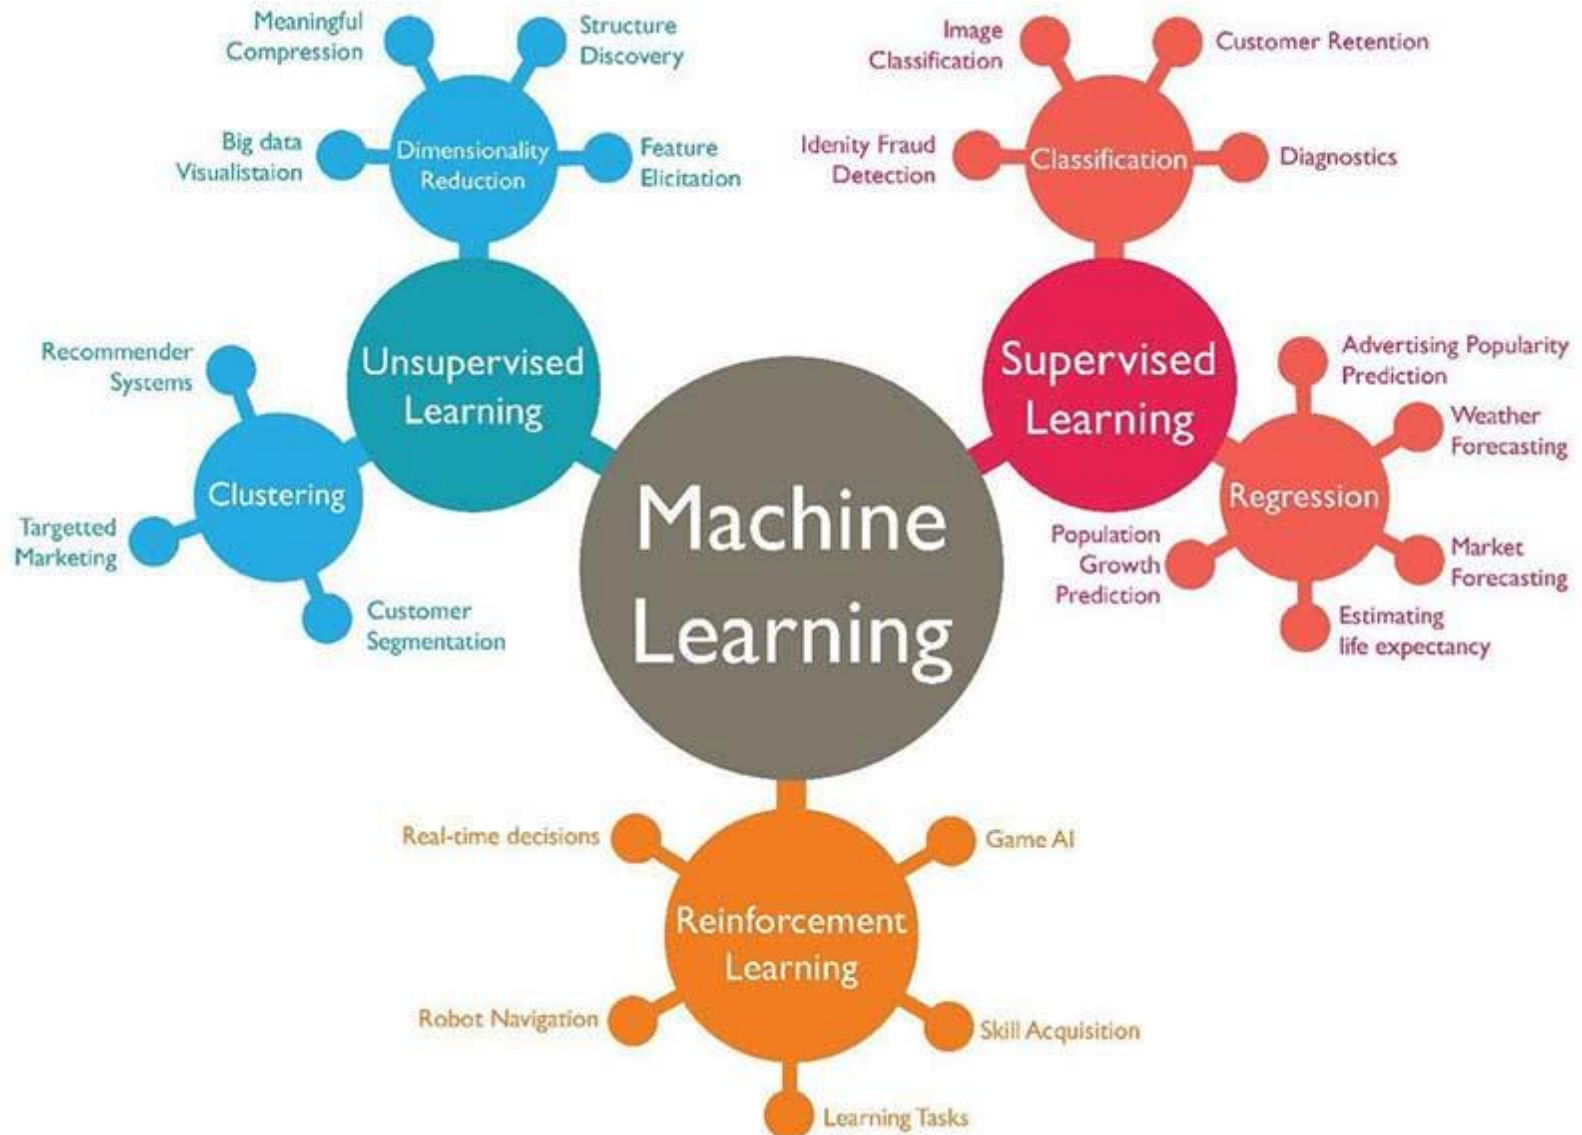 Meaningful
Compression
Structure
Discovery
Big data
Visualistaion
Dimensionality
Reduction
Feature
Elicitation
Image
Classification
Customer Retention
Idenity Fraud
Detection
Classification
Diagnostics
Recommender
Systems
Unsupervised
Learning
Clustering
Targetted
Marketing
Customer
Segmentation
Supervised
Learning
Advertising Popularity
Prediction
Weather
Forecasting
Regression
Population
Growth
Prediction
Market
Forecasting
Estimating
life expectancy
Machine
Learning
Real-time decisions
Game AI
Reinforcement
Learning
Robot Navigation
Skill Acquisition
Learning Tasks